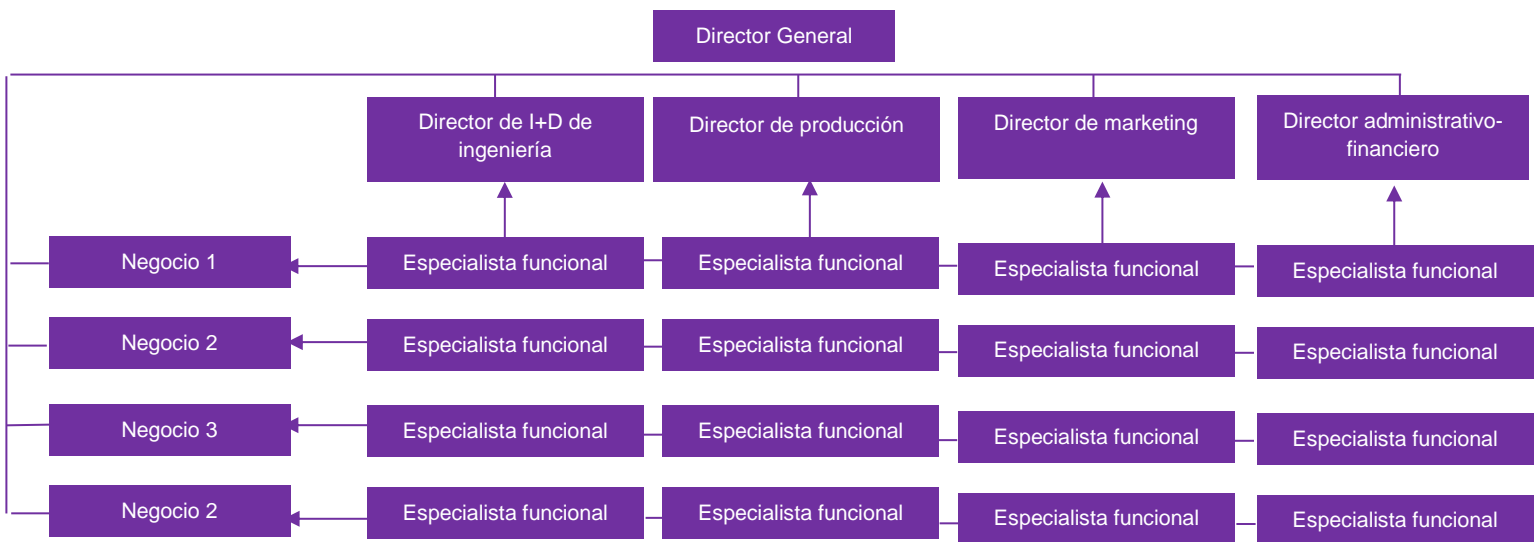 Director General
Director de I+D de
ingeniería
Director de producción
Director de marketing
Director administrativo-
financiero
Negocio 1
Especialista funcional
Especialista funcional
Especialista funcional
Especialista funcional
Negocio 2
Especialista funcional
Especialista funcional
Especialista funcional
Especialista funcional
Negocio 3
Especialista funcional
Especialista funcional
Especialista funcional
Especialista funcional
Negocio 2
Especialista funcional
Especialista funcional
Especialista funcional
Especialista funcional